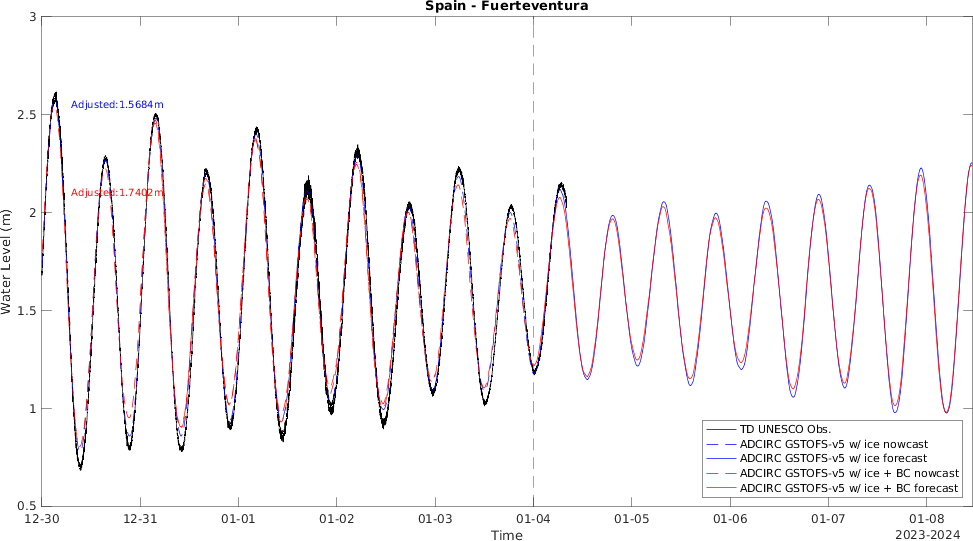 Spain - Fuerteventura
3
2.5
2
1.5
1
0.5
Water Level (m)
Adjusted:1.5684m
Adjusted:1.7402m
TD UNESCO Obs.
ADCIRC GSTOFS-v5 w/ ice nowcast
ADCIRC GSTOFS-v5 w/ ice forecast
ADCIRC GSTOFS-v5 w/ ice + BC nowcast
ADCIRC GSTOFS-v5 w/ ice + BC forecast
12-30 12-31 01-01 01-02 01-03 01-04 01-05 01-06 01-07 01-08
Time
2023-2024